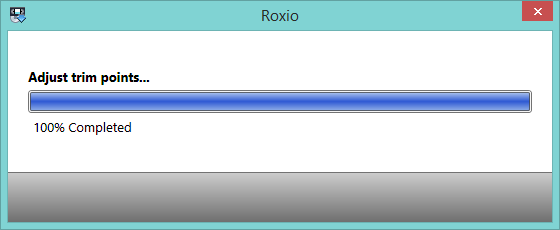 Roxio
Adjust trim points...
100% Completed